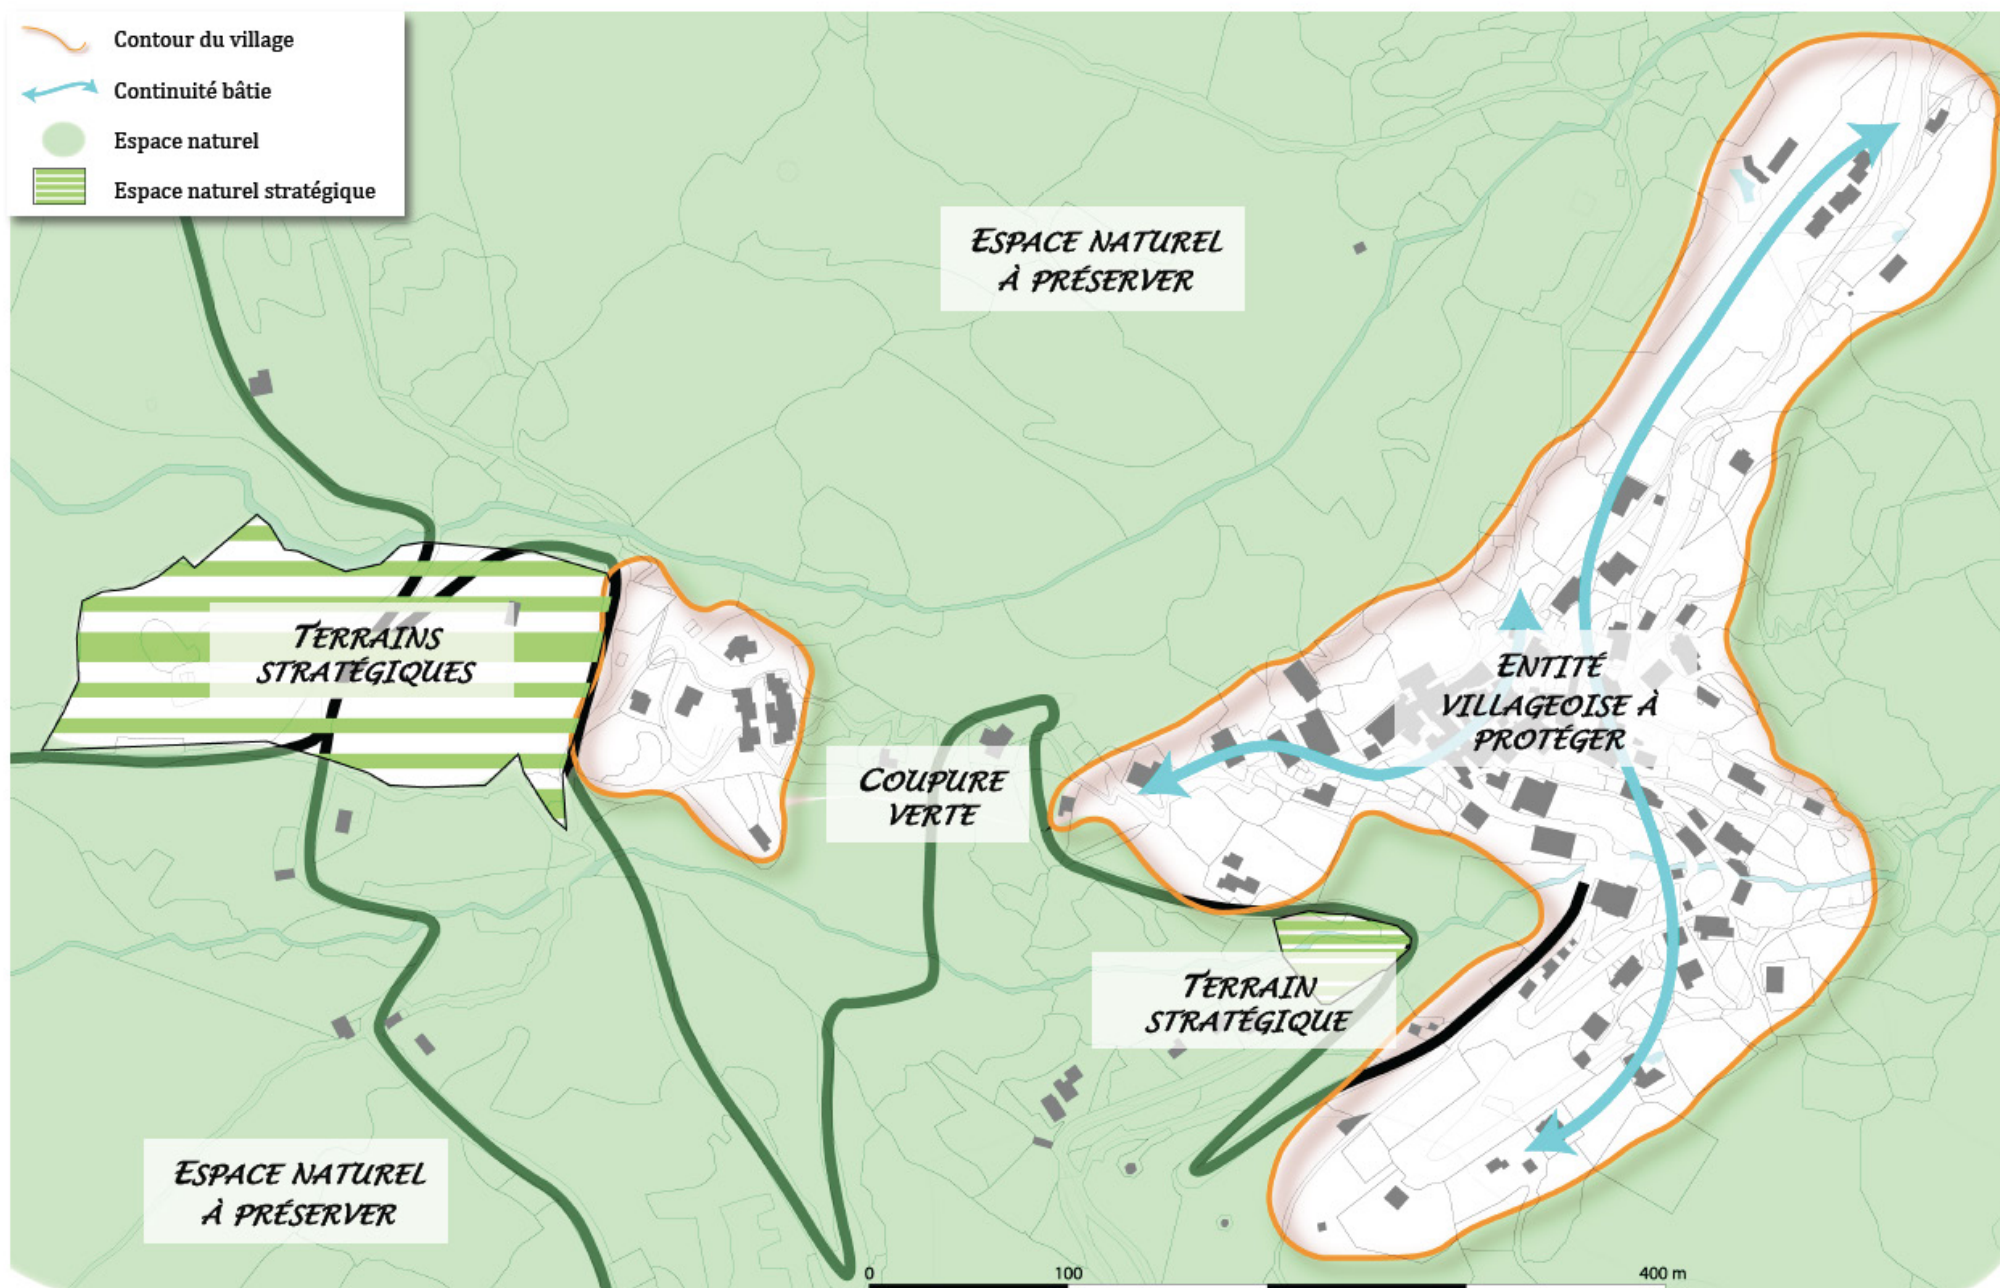 Contour du village
Continuité bâtie
Espace naturel
Espace naturel stratégique
ESPACE NATUREL
À PRÉSERVER
TERRAINS
STRATÉGIQUES
ENTITÉ
VILLAGEOISE À
PROTÉGER
COUPURE
VERTE
TERRAIN
STRATÉGIQUE
ESPACE NATUREL
À PRÉSERVER
0 100 400 m